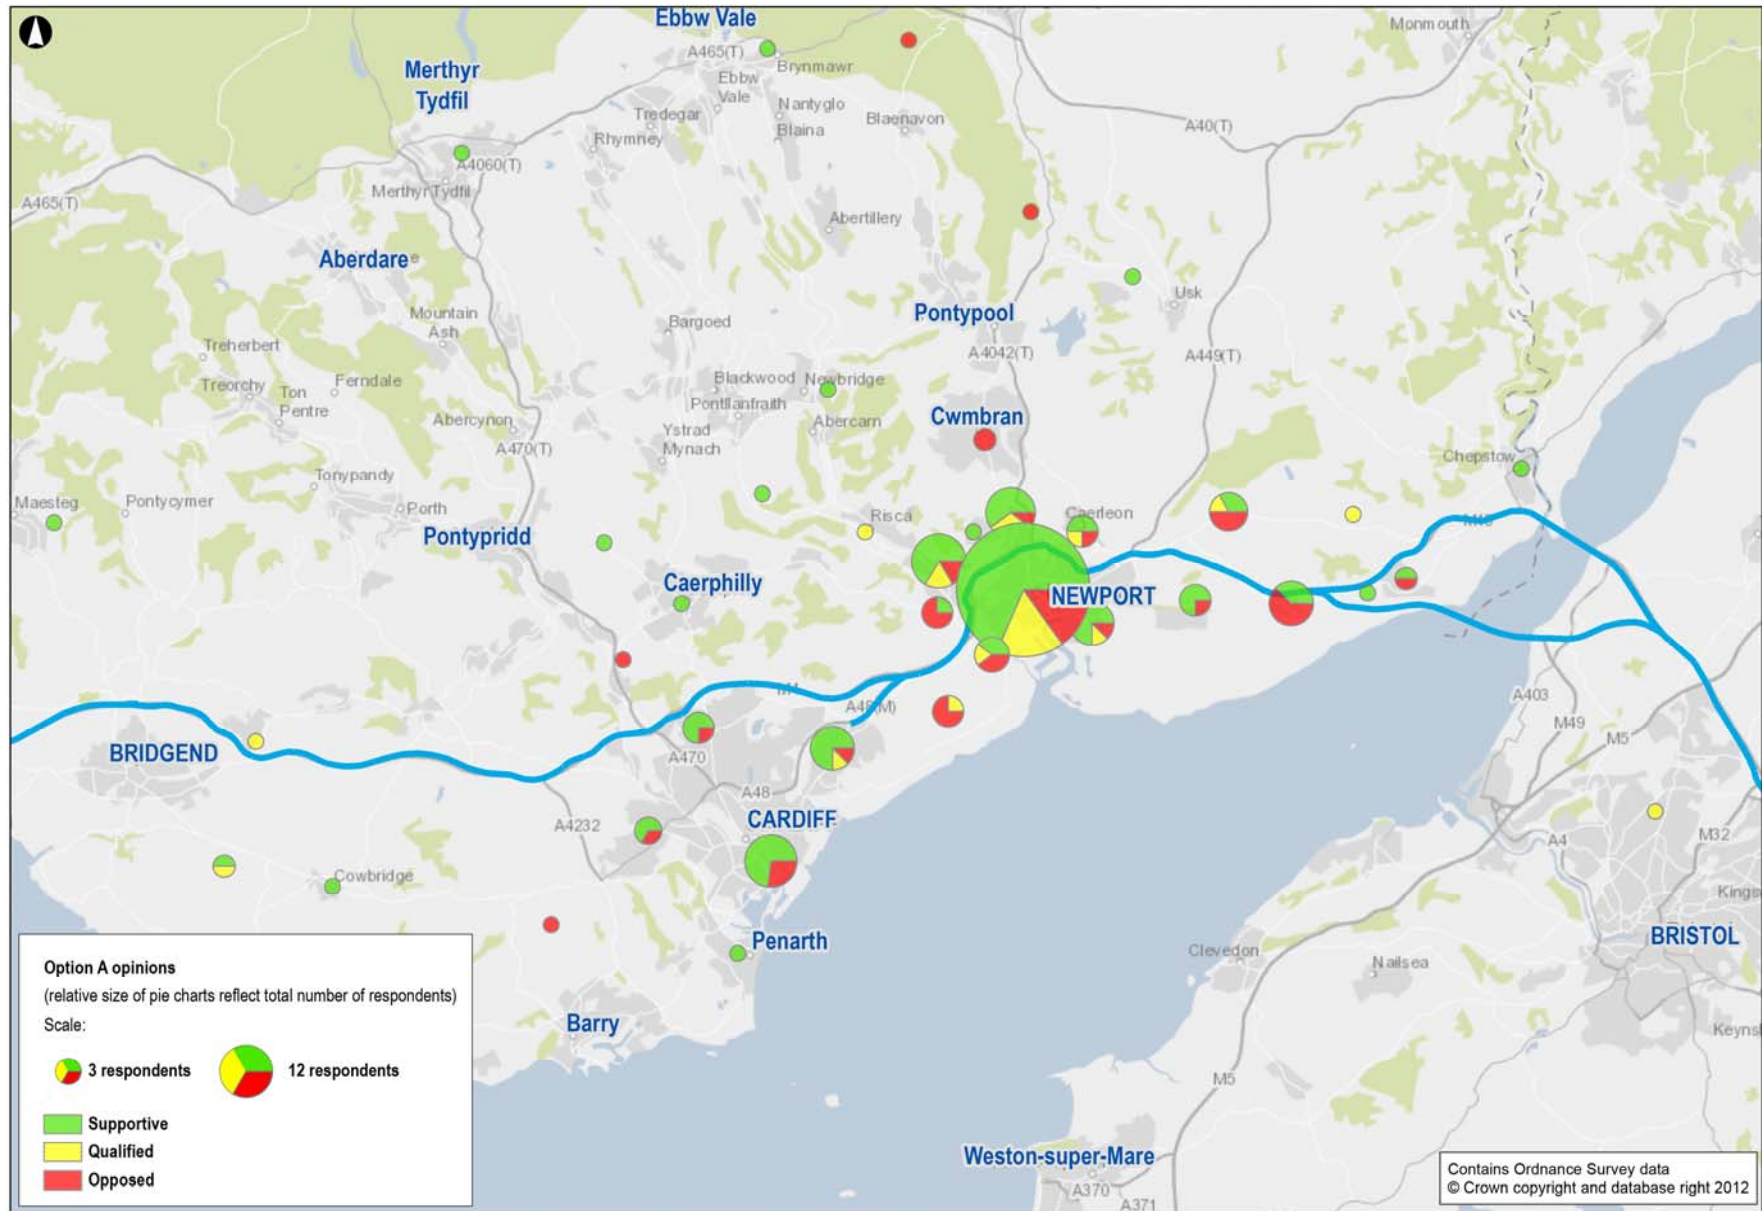 Ebbw Vale
Monmouth
A465(T)
Brynmawr
Merthyr
Tydfil
Ebbw
Vale
Nantyglo
Tredegar
Blaenavon
Blaina
A40(T)
Rhymney
A4060(T)
Merthyr Tydfil
A465(T)
Abertillery
Aberdare
Usk
Pontypool
Mountain
Ash
Bargoed
A4042(T)
A449(T)
Treherbert
Treorchy
Ton
Pentre
Ferndale
Blackwood
Newbridge
Pontllanfraith
Cwmbran
Abercynon
Abercarn
A470(T)
Ystrad
Mynach
Chepstow
Tonypandy
Maesteg
Pontycymer
Porth
Risca
Caerleon
Pontypridd
Caerphilly
NEWPORT
M4
A48(M)
A403
M49
M5
BRIDGEND
A470
A48
CARDIFF
A4232
M32
A4
Cowbridge
Kings
BRISTOL
Penarth
Clevedon
Nailsea
Barry
Keynsh
M5
Weston-super-Mare
A370
A371
Option A opinions
(relative size of pie charts reflect total number of respondents)
Scale:
3 respondents
12 respondents
Supportive
Qualified
Opposed
Contains Ordnance Survey data
© Crown copyright and database right 2012